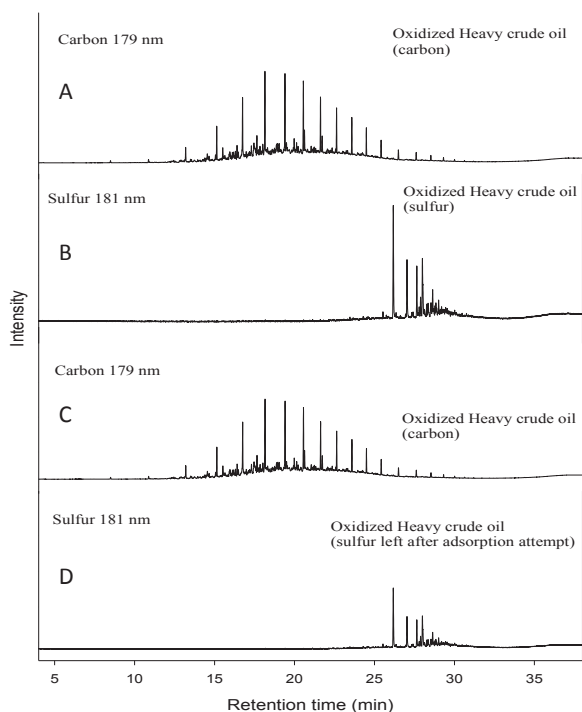 Carbon 179 nm
Oxidized Heavy crude oil
(carbon)
A
Sulfur 181 nm
Oxidized Heavy crude oil
(sulfur)
B
Intensity
Carbon 179 nm
C
Oxidized Heavy crude oil
(carbon)
Sulfur 181 nm
Oxidized Heavy crude oil
(sulfur left after adsorption attempt)
D
5 10 15 20 25 30 35
Retention time (min)